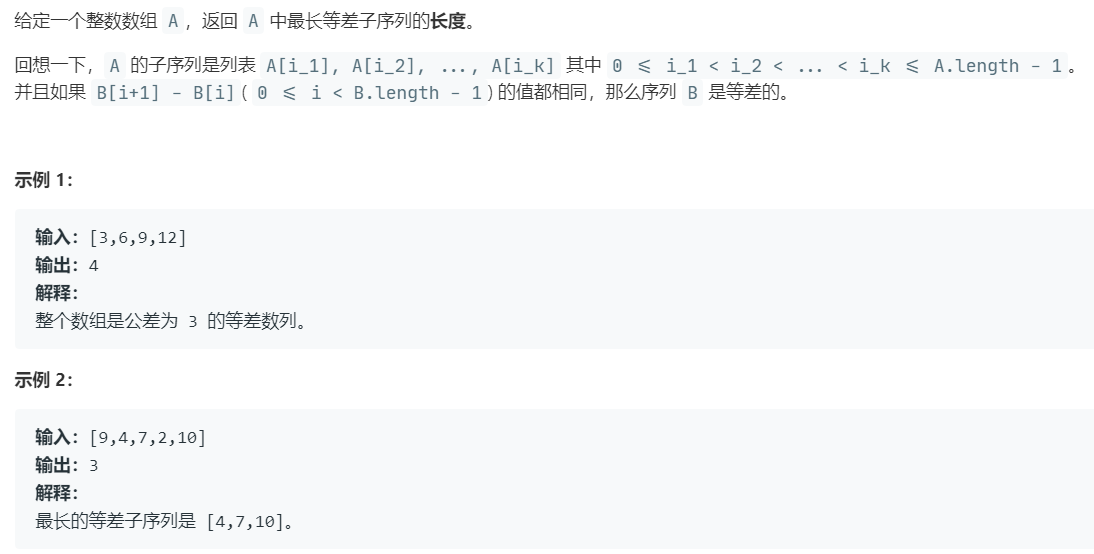 给定一个整数数组 A，返回 A 中最长等差子序列的长度。
回想一下，A 的子序列是列表 A[i_1], A[i_2], ..., A[i_k] 其中 0 <= i_1 < i_2 < ... < i_k <= A.length - 1。
并且如果 B[i+1] - B[i]( 0 <= i < B.length - 1) 的值都相同，那么序列 B 是等差的。
示例 1：
输入：[3,6,9,12]
输出：4
解释：
整个数组是公差为 3 的等差数列。
示例 2：
输入：[9,4,7,2,10]
输出：3
解释：
最长的等差子序列是 [4,7,10]。